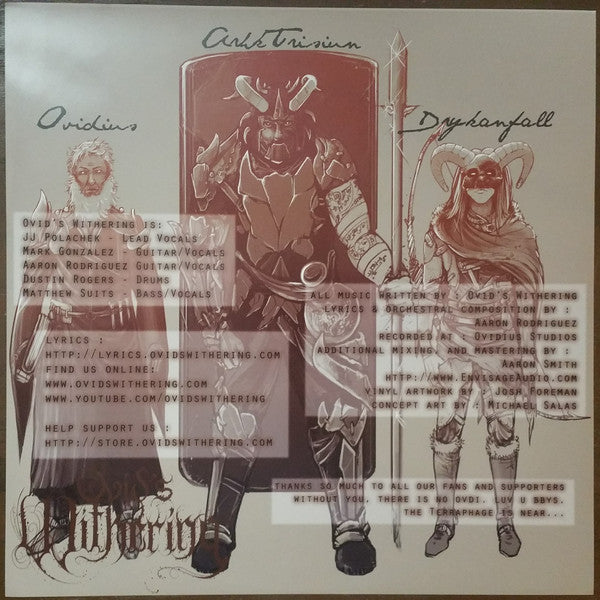 ArkkTrisiun
Ovidius
Drykanfall
Ovid's Withering is:
JJ Polachek - Lead Vocals
Mark Gonzalez - Guitar/Vocals
Aaron Rodriguez Guitar/Vocals
Dustin Rogers - Drums
Matthew Suits - Bass/Vocals
Lyrics :
http://lyrics.ovidswithering.com
Find us online:
www.ovidswithering.com
www.youtube.com/ovidswithering
Help support us :
http://store.ovidswithering.com
All music written by : Ovid's Withering
Lyrics & orchestral composition by :
Aaron Rodriguez
recorded at Ovidius Studios
Additional mixing and mastering by :
Aaron Smith
http://www.EnvisageAudio.com
vinyl artwork by : Josh Foreman
concept art by : Michael Salas
Thanks so much to all our fans and supporters
without you, there is no Ovdi. luv u bbys.
the Terraphage is near...
Ovid's
Withering